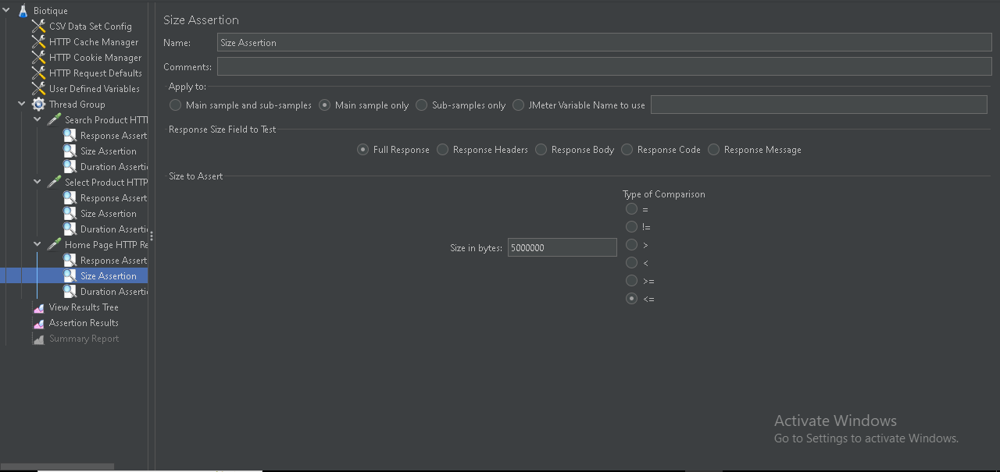 Biotique
CSV Data Set Config
HTTP Cache Manager
HTTP Cookie Manager
HTTP Request Defaults
User Defined Variables
Thread Group
Search Product HTTP
Response Assert
Size Assertion
Duration Assertio
Select Product HTTP
Response Assert
Size Assertion
Duration Assertio
Home Page HTTP Re
Response Assert
Size Assertion
Duration Assertio
View Results Tree
Assertion Results
Summary Report
Size Assertion
Name: Size Assertion
Comments:
Apply to:
Main sample and sub-samples Main sample only Sub-samples only JMeter Variable Name to use
Response Size Field to Test
Full Response Response Headers Response Body Response Code Response Message
Size to Assert
Type of Comparison
=
!=
>
Size in bytes: 5000000
<
>=
<=
Activate Windows
Go to Settings to activate Windows.